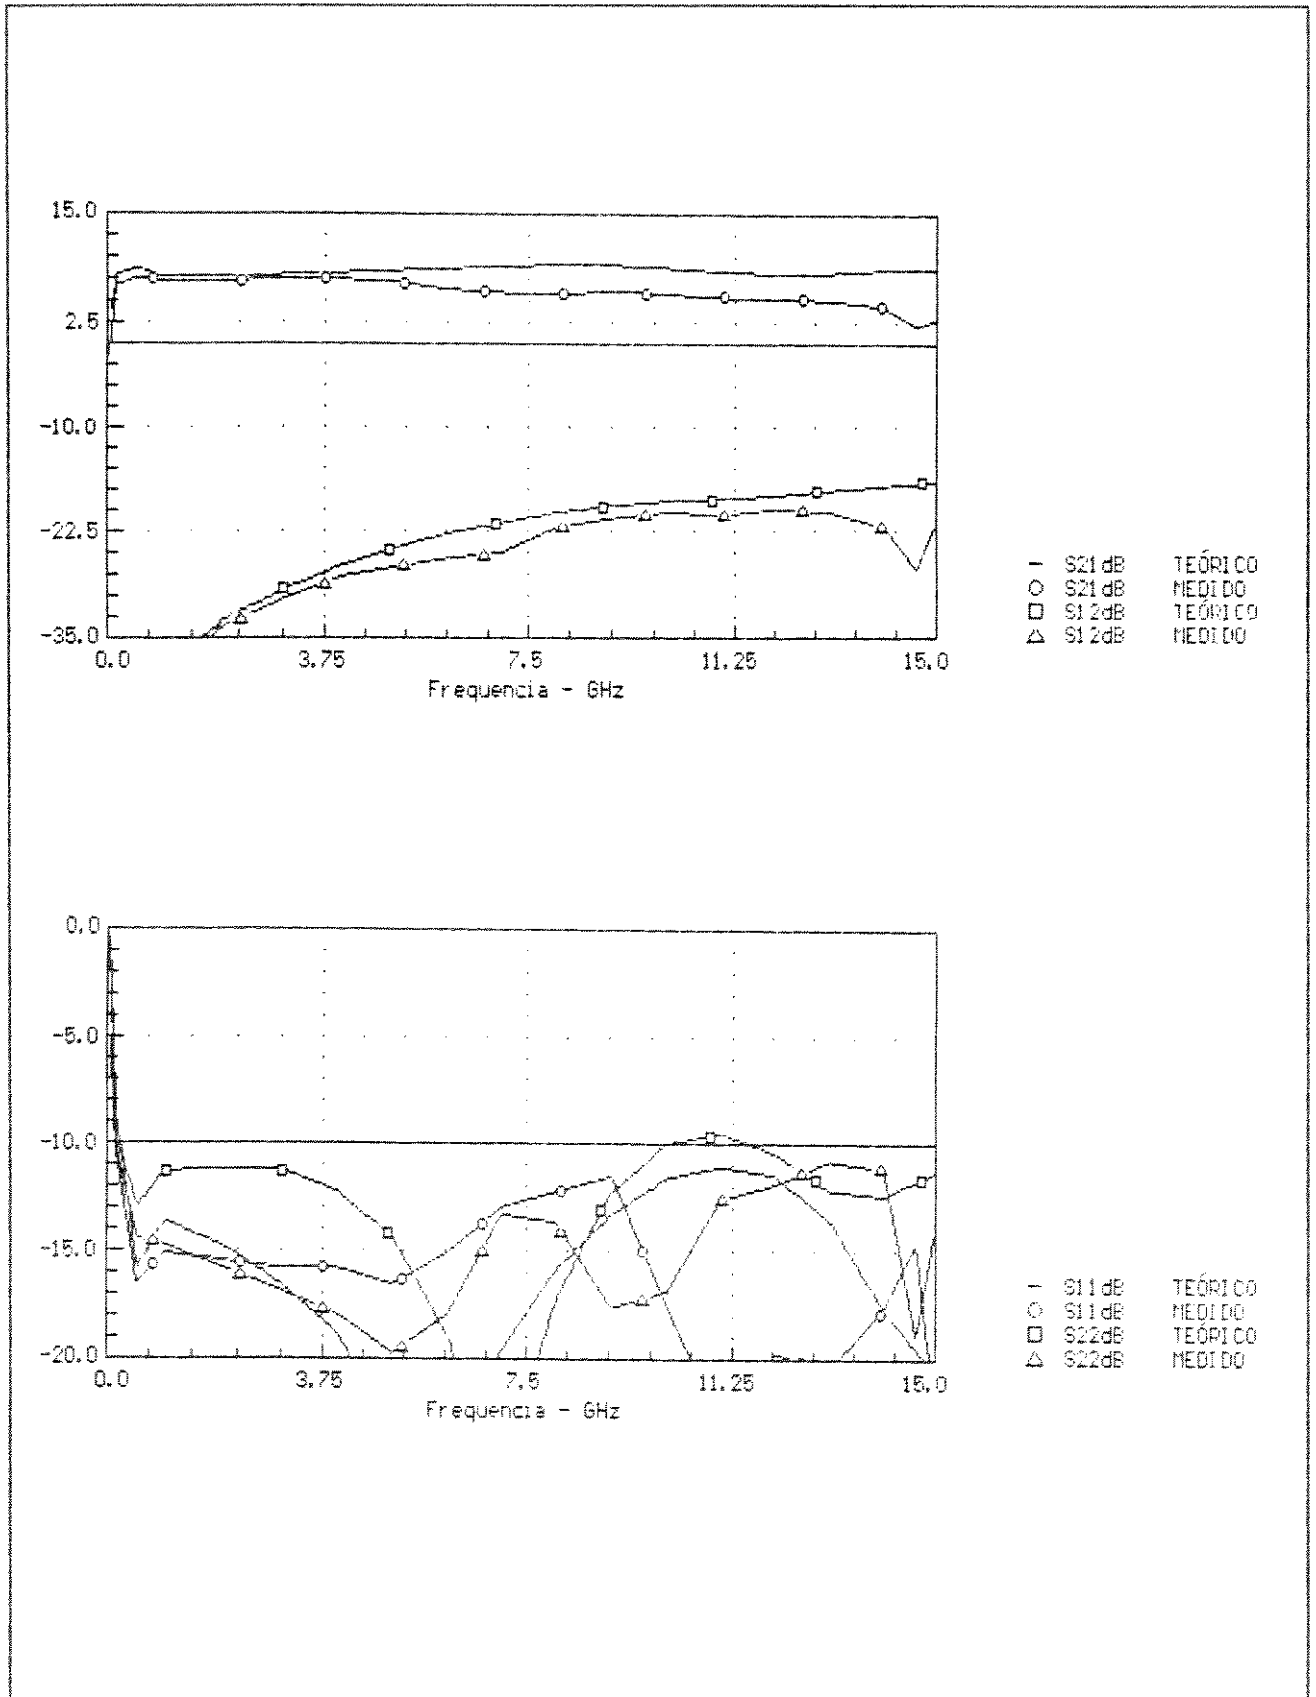 15.0
2.5
-10.0
-22.5
-35.0
0.0 3.75 7.5 11.25 15.0
Frequencia - GHz
S21dB TEÓRICO
S21dB MEDIDO
S12dB TEÓRICO
S12dB MEDIDO
0.0
-5.0
-10.0
-15.0
-20.0
0.0 3.75 7.5 11.25 15.0
Frequencia - GHz
S11dB TEÓRICO
S11dB MEDIDO
S22dB TEÓRICO
S22dB MEDIDO